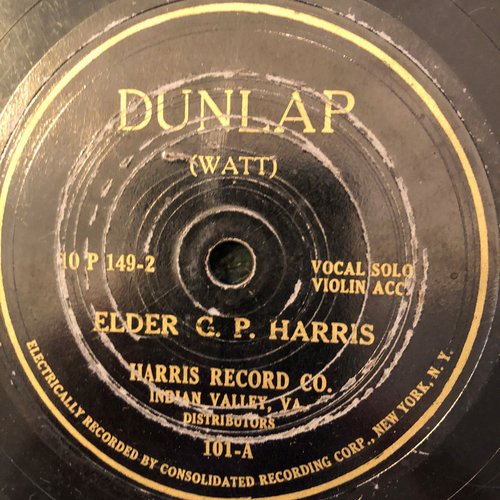 DUNLAP
(WATT)
10 P 149-2
VOCAL SOLO
VIOLIN ACC.
ELDER G. P. HARRIS
HARRIS RECORD CO.
INDIAN VALLEY, VA.
DISTRIBUTORS
101-A
ELECTRICALLY RECORDED BY CONSOLIDATED RECORDING CORP., NEW YORK, N. Y.